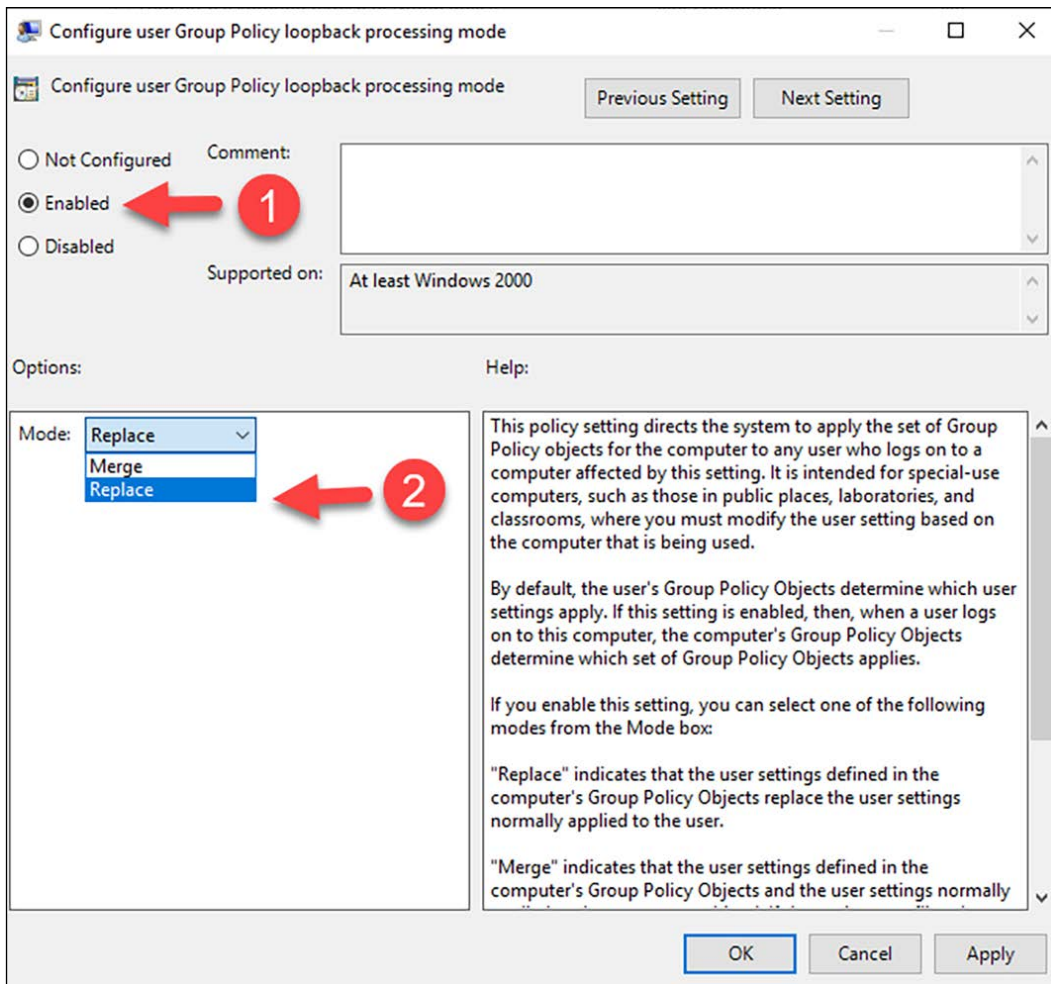 Configure user Group Policy loopback processing mode
Configure user Group Policy loopback processing mode
Previous Setting
Next Setting
Not Configured
Comment:
Enabled
1
Disabled
Supported on:
At least Windows 2000
Options:
Help:
Mode:
Replace
Merge
Replace
2
This policy setting directs the system to apply the set of Group
Policy objects for the computer to any user who logs on to a
computer affected by this setting. It is intended for special-use
computers, such as those in public places, laboratories, and
classrooms, where you must modify the user setting based on
the computer that is being used.
By default, the user's Group Policy Objects determine which user
settings apply. If this setting is enabled, then, when a user logs
on to this computer, the computer's Group Policy Objects
determine which set of Group Policy Objects applies.
If you enable this setting, you can select one of the following
modes from the Mode box:
"Replace" indicates that the user settings defined in the
computer's Group Policy Objects replace the user settings
normally applied to the user.
"Merge" indicates that the user settings defined in the
computer's Group Policy Objects and the user settings normally
OK
Cancel
Apply